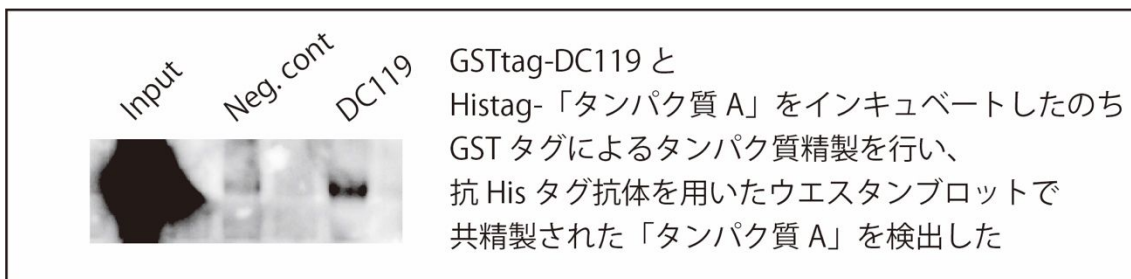 Input
Neg. cont
DC119
GSTtag-DC119 と
Histag-「タンパク質 A」をインキュベートしたのち
GST タグによるタンパク質精製を行い、
抗 His タグ抗体を用いたウエスタンブロットで
共精製された「タンパク質 A」を検出した